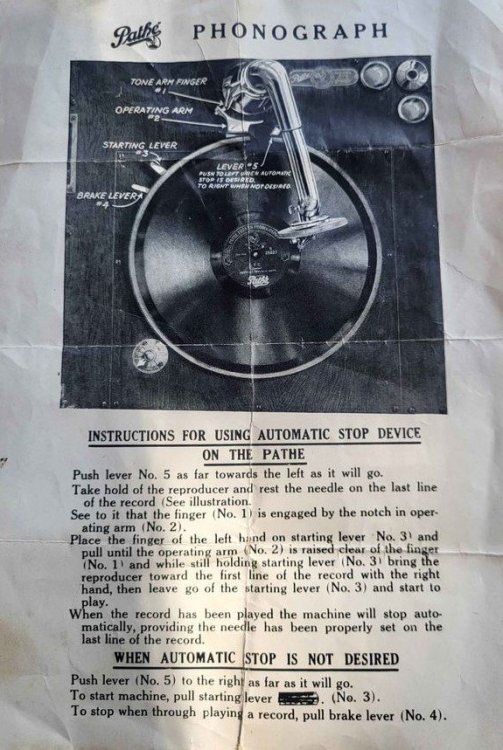 Pathé PHONOGRAPH
TONE ARM FINGER
#1
OPERATING ARM
#2
STARTING LEVER
#3
BRAKE LEVER
#4
LEVER #5
PUSH TO LEFT WHEN AUTOMATIC
STOP IS DESIRED.
TO RIGHT WHEN NOT DESIRED.
Pathé
INSTRUCTIONS FOR USING AUTOMATIC STOP DEVICE
ON THE PATHE
Push lever No. 5 as far towards the left as it will go.
Take hold of the reproducer and rest the needle on the last line
of the record (See illustration.
See to it that the finger (No. 1) is engaged by the notch in oper-
ating arm (No. 2).
Place the finger of the left hand on starting lever No. 3) and
pull until the operating arm (No. 2) is raised clear of the finger
(No. 1) and while still holding starting lever (No. 3) bring the
reproducer toward the first line of the record with the right
hand, then leave go of the starting lever (No. 3) and start to
play.
When the record has been played the machine will stop auto-
matically, providing the needle has been properly set on the
last line of the record.
WHEN AUTOMATIC STOP IS NOT DESIRED
Push lever (No. 5) to the right as far as it will go.
To start machine, pull starting lever . (No. 3).
To stop when through playing a record, pull brake lever (No. 4).